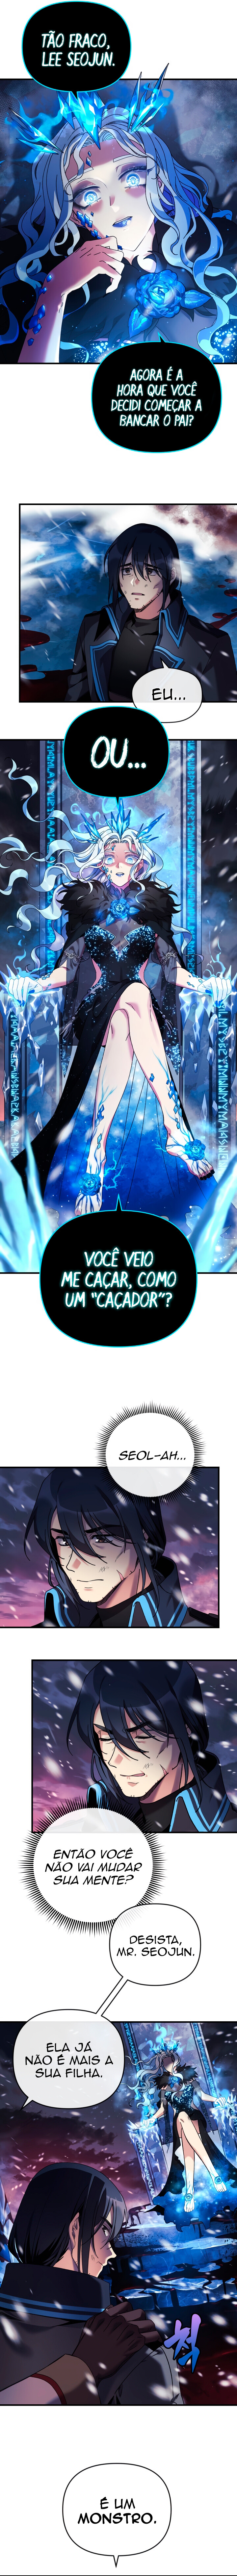 TÃO FRACO,
LEE SEOJUN.
AGORA É A
HORA QUE VOCÊ
DECIDI COMEÇAR A
BANCAR O PAI?
EU...
OU...
VOCÊ VEIO
ME CAÇAR, COMO
UM "CAÇADOR"?
SEOL-AH...
ENTÃO VOCÊ
NÃO VAI MUDAR
SUA MENTE?
DESISTA,
MR. SEOJUN.
ELA JÁ
NÃO É MAIS A
SUA FILHA.
척
É UM
MONSTRO.